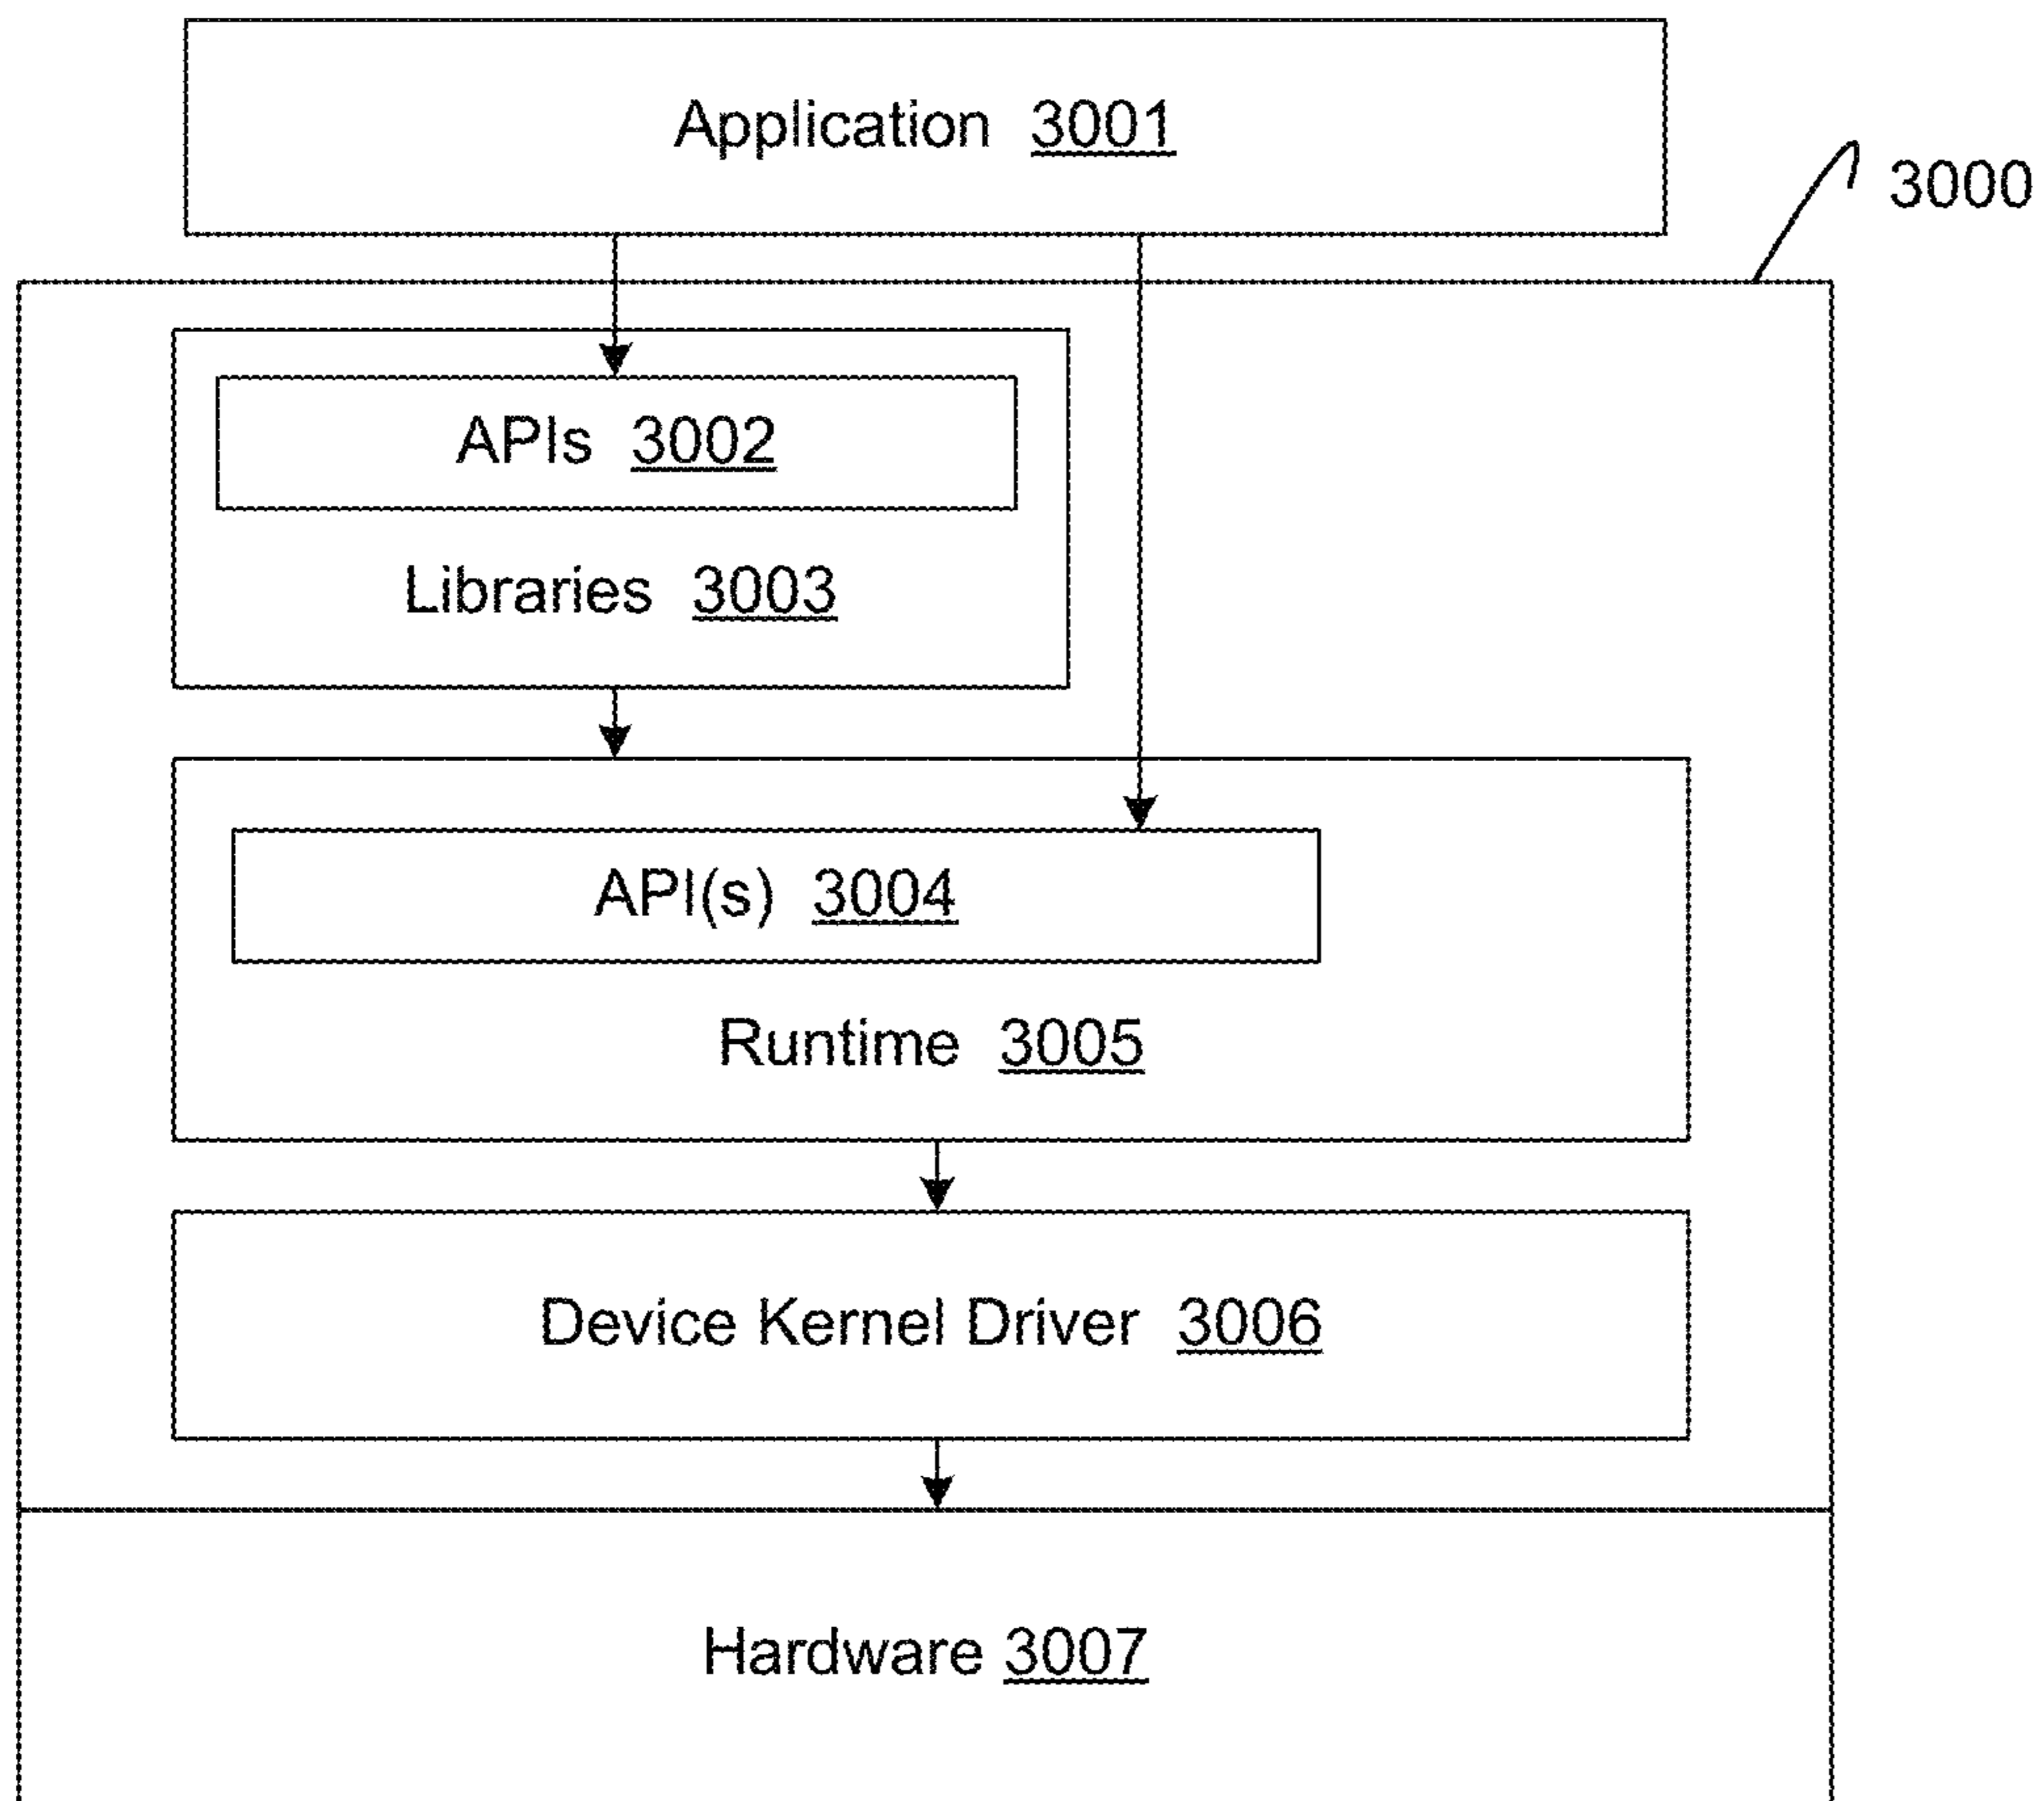 Application 3001
3000
APIs 3002
Libraries 3003
API(s) 3004
Runtime 3005
Device Kernel Driver 3006
Hardware 3007